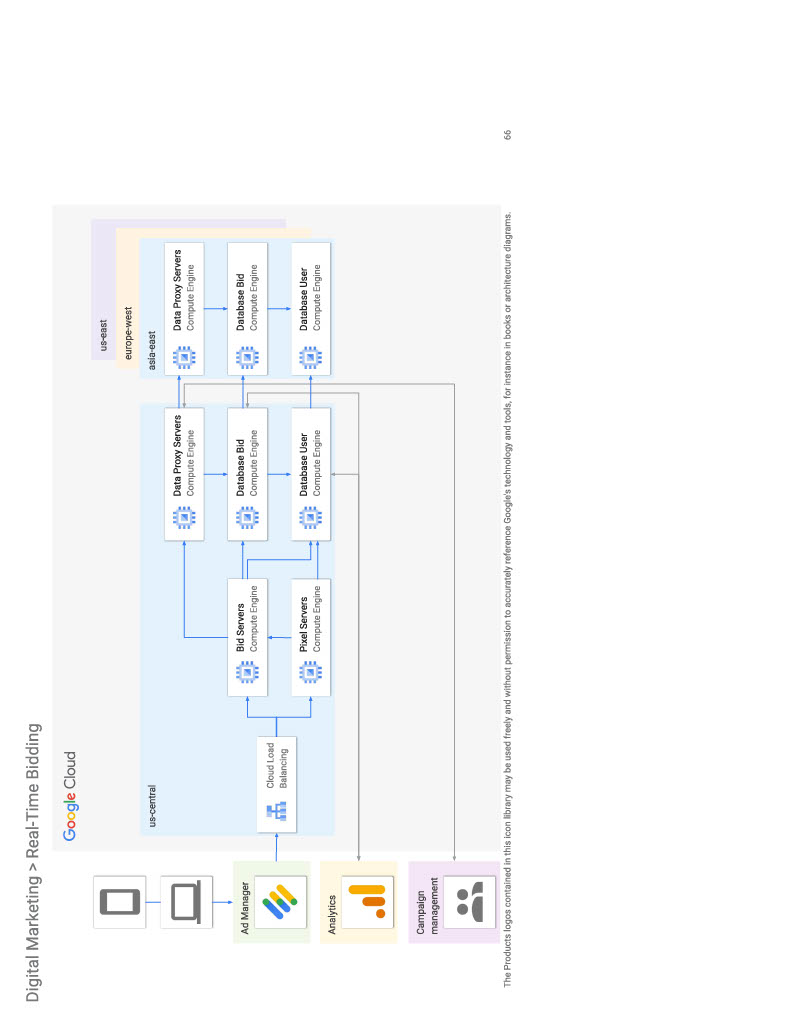 Digital Marketing > Real-Time Bidding
Google Cloud
us-east
europe-west
us-central
asia-east
Data Proxy Servers
Compute Engine
Data Proxy Servers
Compute Engine
Ad Manager
Bid Servers
Compute Engine
Database Bid
Compute Engine
Database Bid
Compute Engine
Cloud Load
Balancing
Pixel Servers
Compute Engine
Database User
Compute Engine
Database User
Compute Engine
Analytics
Campaign
management
The Products logos contained in this icon library may be used freely and without permission to accurately reference Google's technology and tools, for instance in books or architecture diagrams.
66